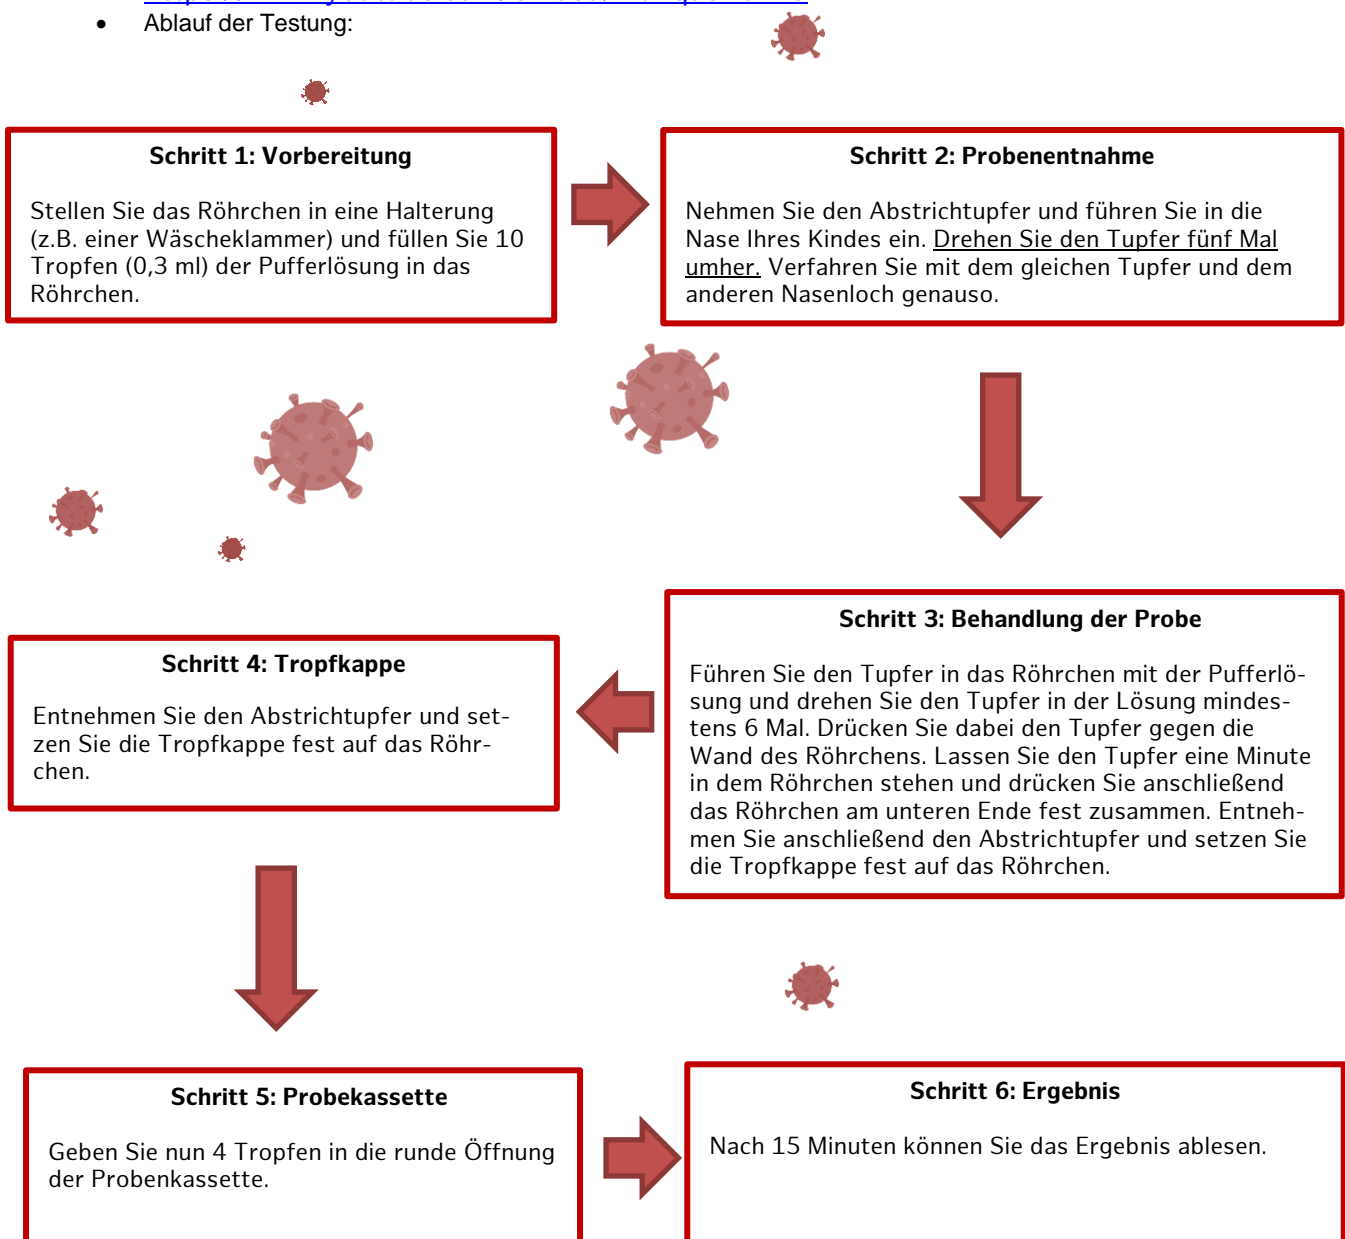 Ablauf der Testung:
Schritt 1: Vorbereitung
Stellen Sie das Röhrchen in eine Halterung
(z.B. einer Wäscheklammer) und füllen Sie 10
Tropfen (0,3 ml) der Pufferlösung in das
Röhrchen.
Schritt 2: Probenentnahme
Nehmen Sie den Abstrichtupfer und führen Sie in die
Nase Ihres Kindes ein. Drehen Sie den Tupfer fünf Mal
umher. Verfahren Sie mit dem gleichen Tupfer und dem
anderen Nasenloch genauso.
Schritt 3: Behandlung der Probe
Führen Sie den Tupfer in das Röhrchen mit der Pufferlö-
sung und drehen Sie den Tupfer in der Lösung mindes-
tens 6 Mal. Drücken Sie dabei den Tupfer gegen die
Wand des Röhrchens. Lassen Sie den Tupfer eine Minute
in dem Röhrchen stehen und drücken Sie anschließend
das Röhrchen am unteren Ende fest zusammen. Entneh-
men Sie anschließend den Abstrichtupfer und setzen Sie
die Tropfkappe fest auf das Röhrchen.
Schritt 4: Tropfkappe
Entnehmen Sie den Abstrichtupfer und set-
zen Sie die Tropfkappe fest auf das Röhr-
chen.
Schritt 5: Probekassette
Geben Sie nun 4 Tropfen in die runde Öffnung
der Probenkassette.
Schritt 6: Ergebnis
Nach 15 Minuten können Sie das Ergebnis ablesen.